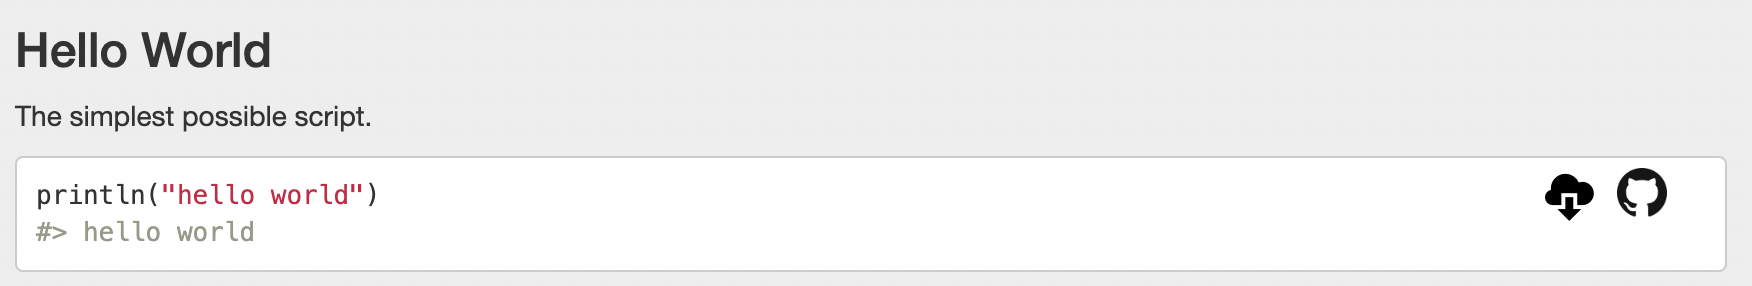 Hello World
The simplest possible script.
println("hello world")
#> hello world